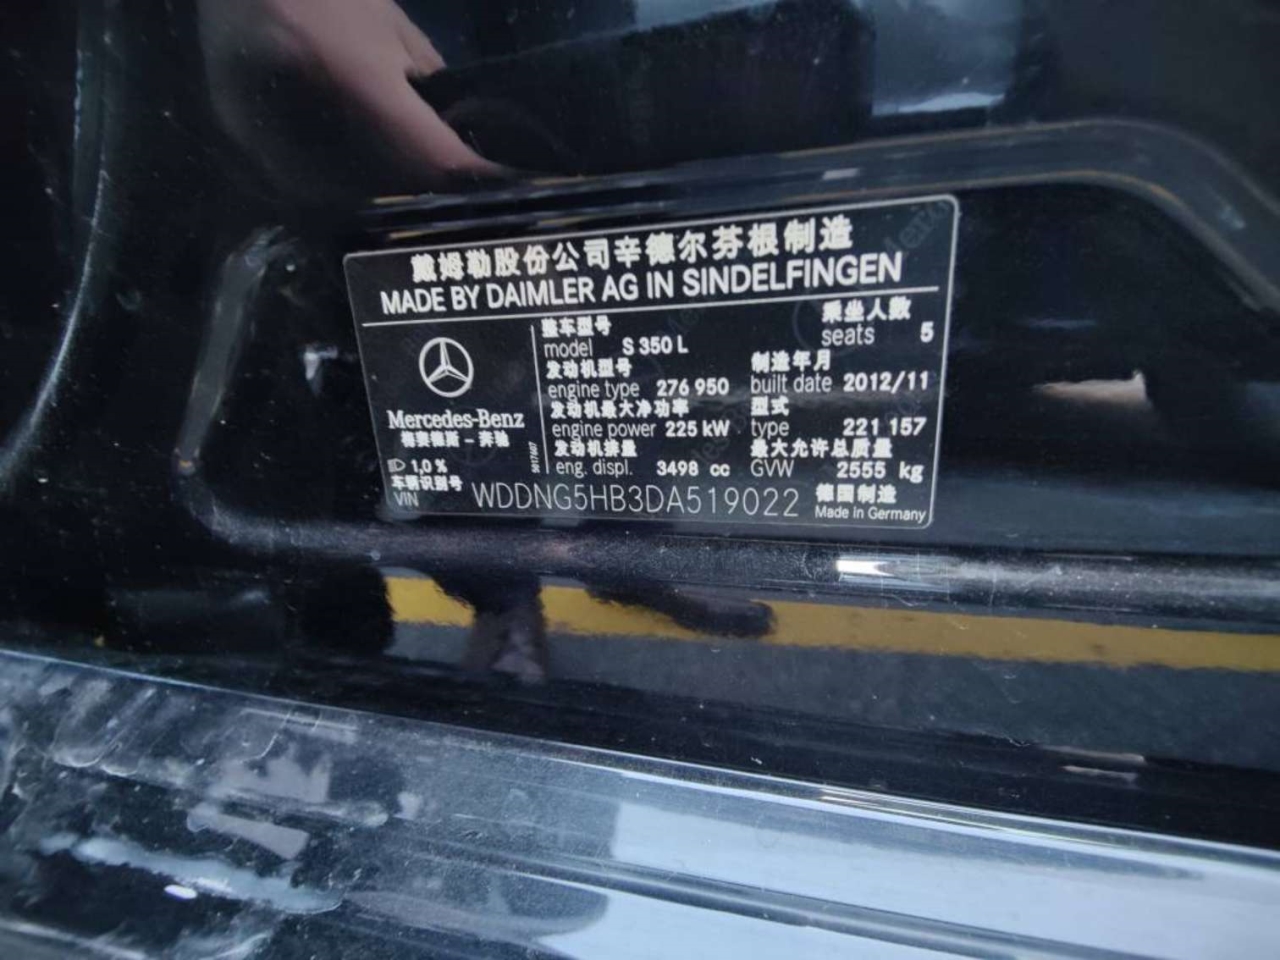 戴姆勒股份公司辛德尔芬根制造
MADE BY DAIMLER AG IN SINDELFINGEN
整车型号 乘坐人数
model S 350 L seats 5
发动机型号 制造年月
engine type 276 950 built date 2012/11
发动机最大净功率 型式
engine power 225 kW type 221 157
发动机排量 最大允许总质量
eng. displ. 3498 cc GVW 2555 kg
Mercedes-Benz
梅赛德斯-奔驰
1,0 %
车辆识别号
VIN WDDNG5HB3DA519022
德国制造
Made in Germany